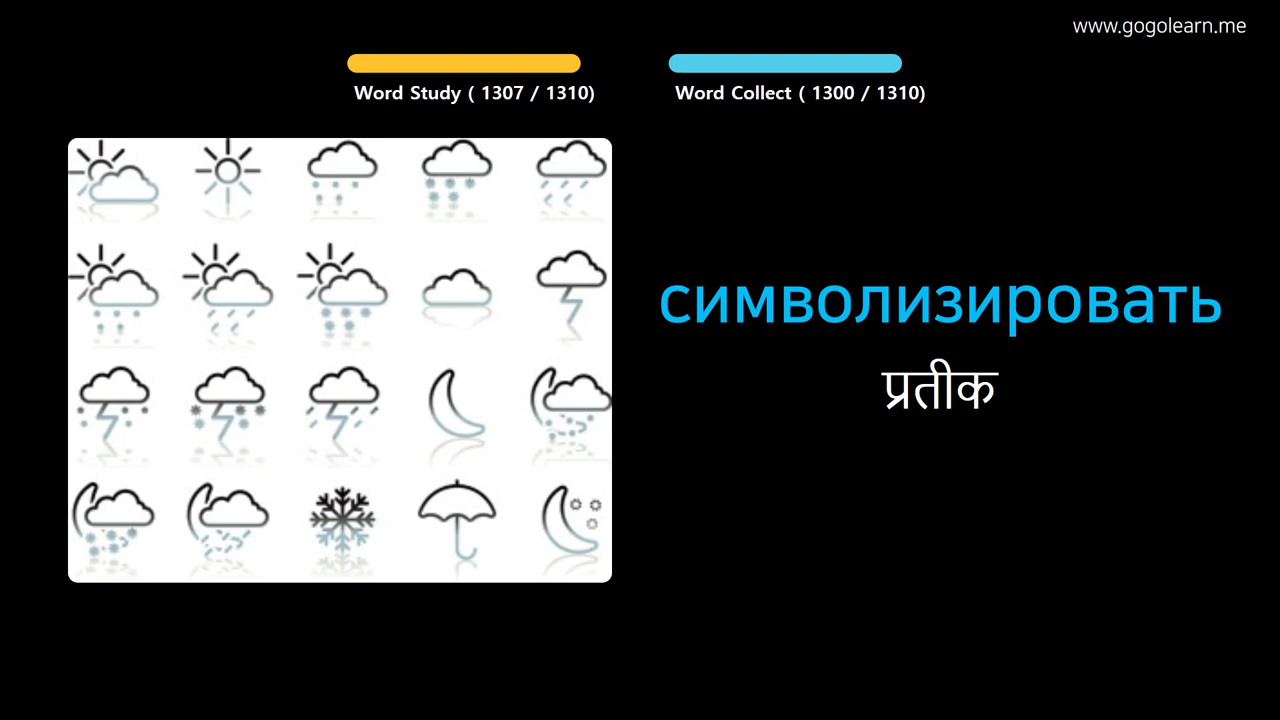 www.gogolearn.me
Word Study ( 1307 / 1310)
Word Collect ( 1300 / 1310)
символизировать
प्रतीक